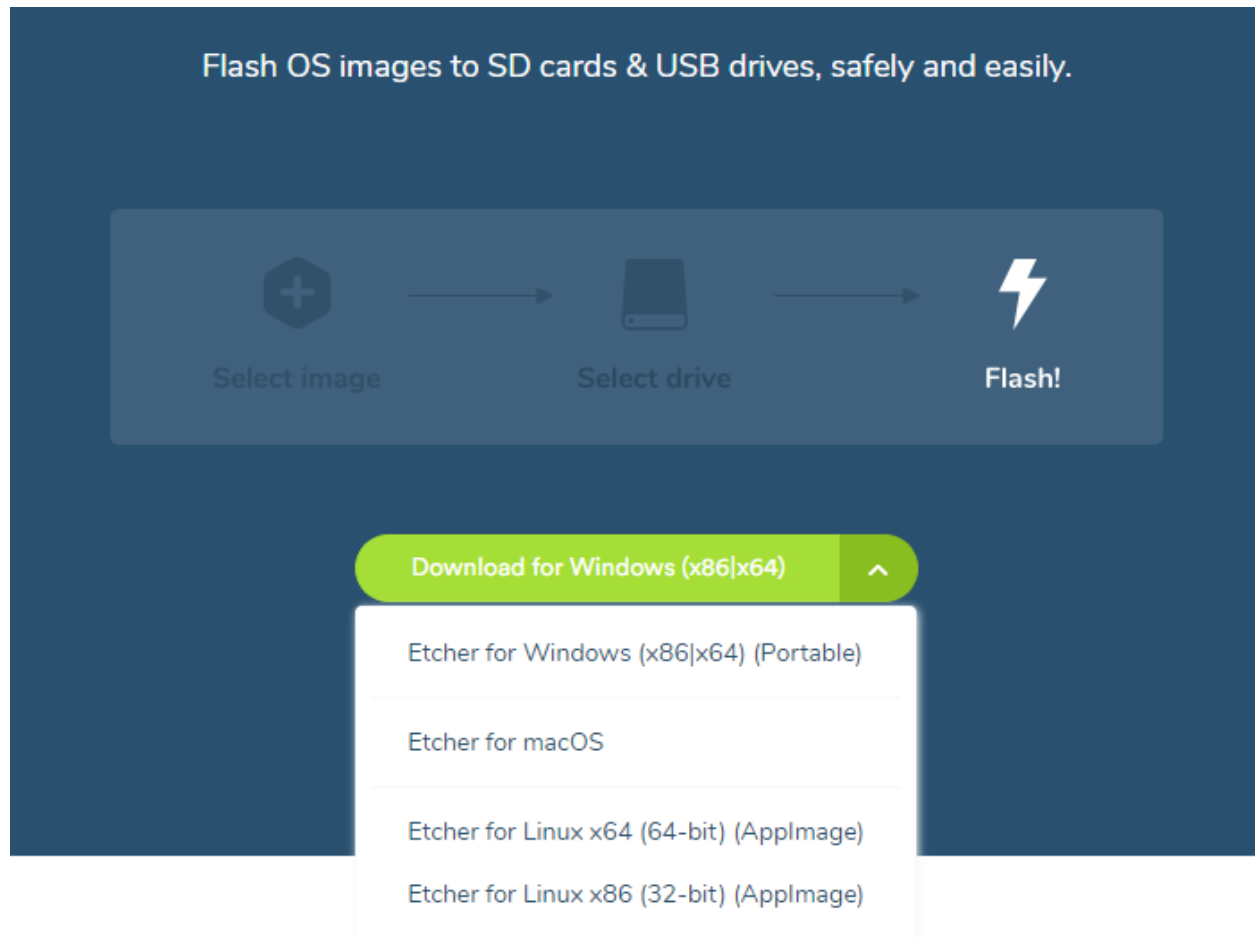 Flash OS images to SD cards & USB drives, safely and easily.
Select image
Select drive
Flash!
Download for Windows (x86|x64)
Etcher for Windows (x86|x64) (Portable)
Etcher for macOS
Etcher for Linux x64 (64-bit) (AppImage)
Etcher for Linux x86 (32-bit) (AppImage)